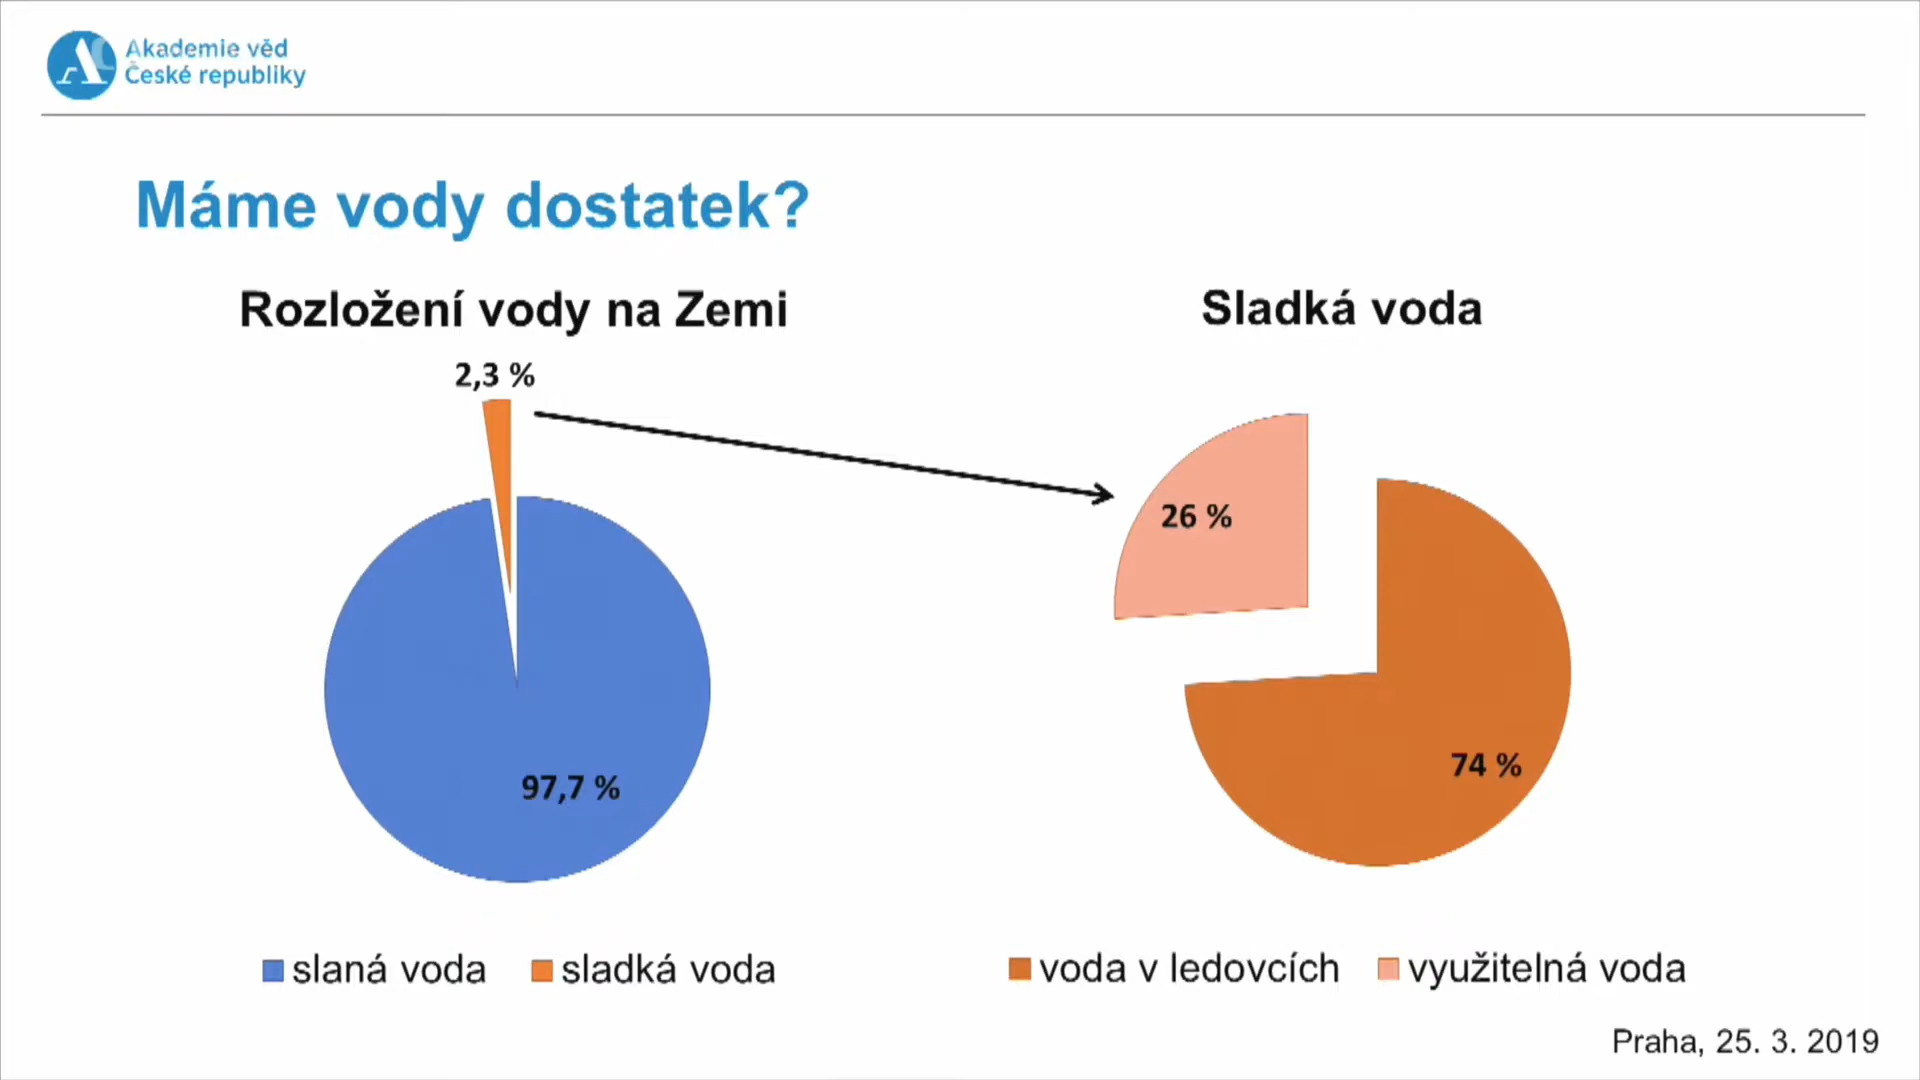 Akademie věd
České republiky
Máme vody dostatek?
Rozložení vody na Zemi
2,3 %
97,7 %
slaná voda
sladká voda
Sladká voda
26 %
74 %
voda v ledovcích
využitelná voda
Praha, 25. 3. 2019